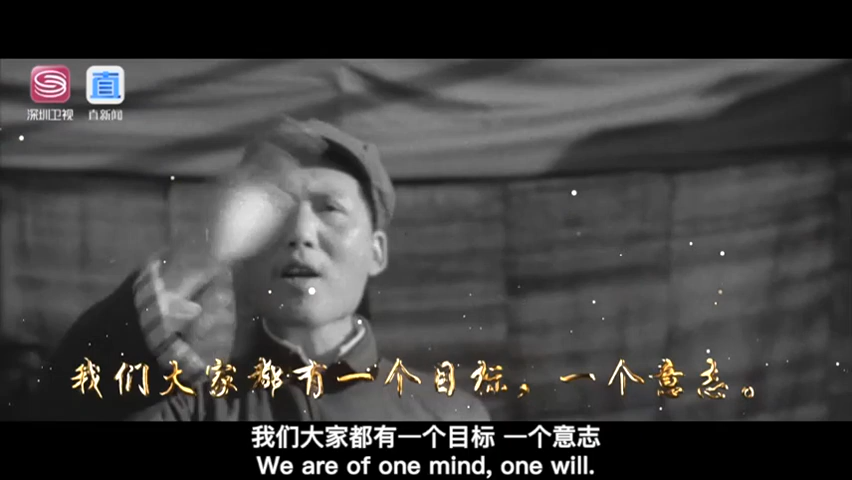 深圳卫视
直
直新闻
我们大家都有一个目标，一个意志。
我们大家都有一个目标 一个意志
We are of one mind, one will.